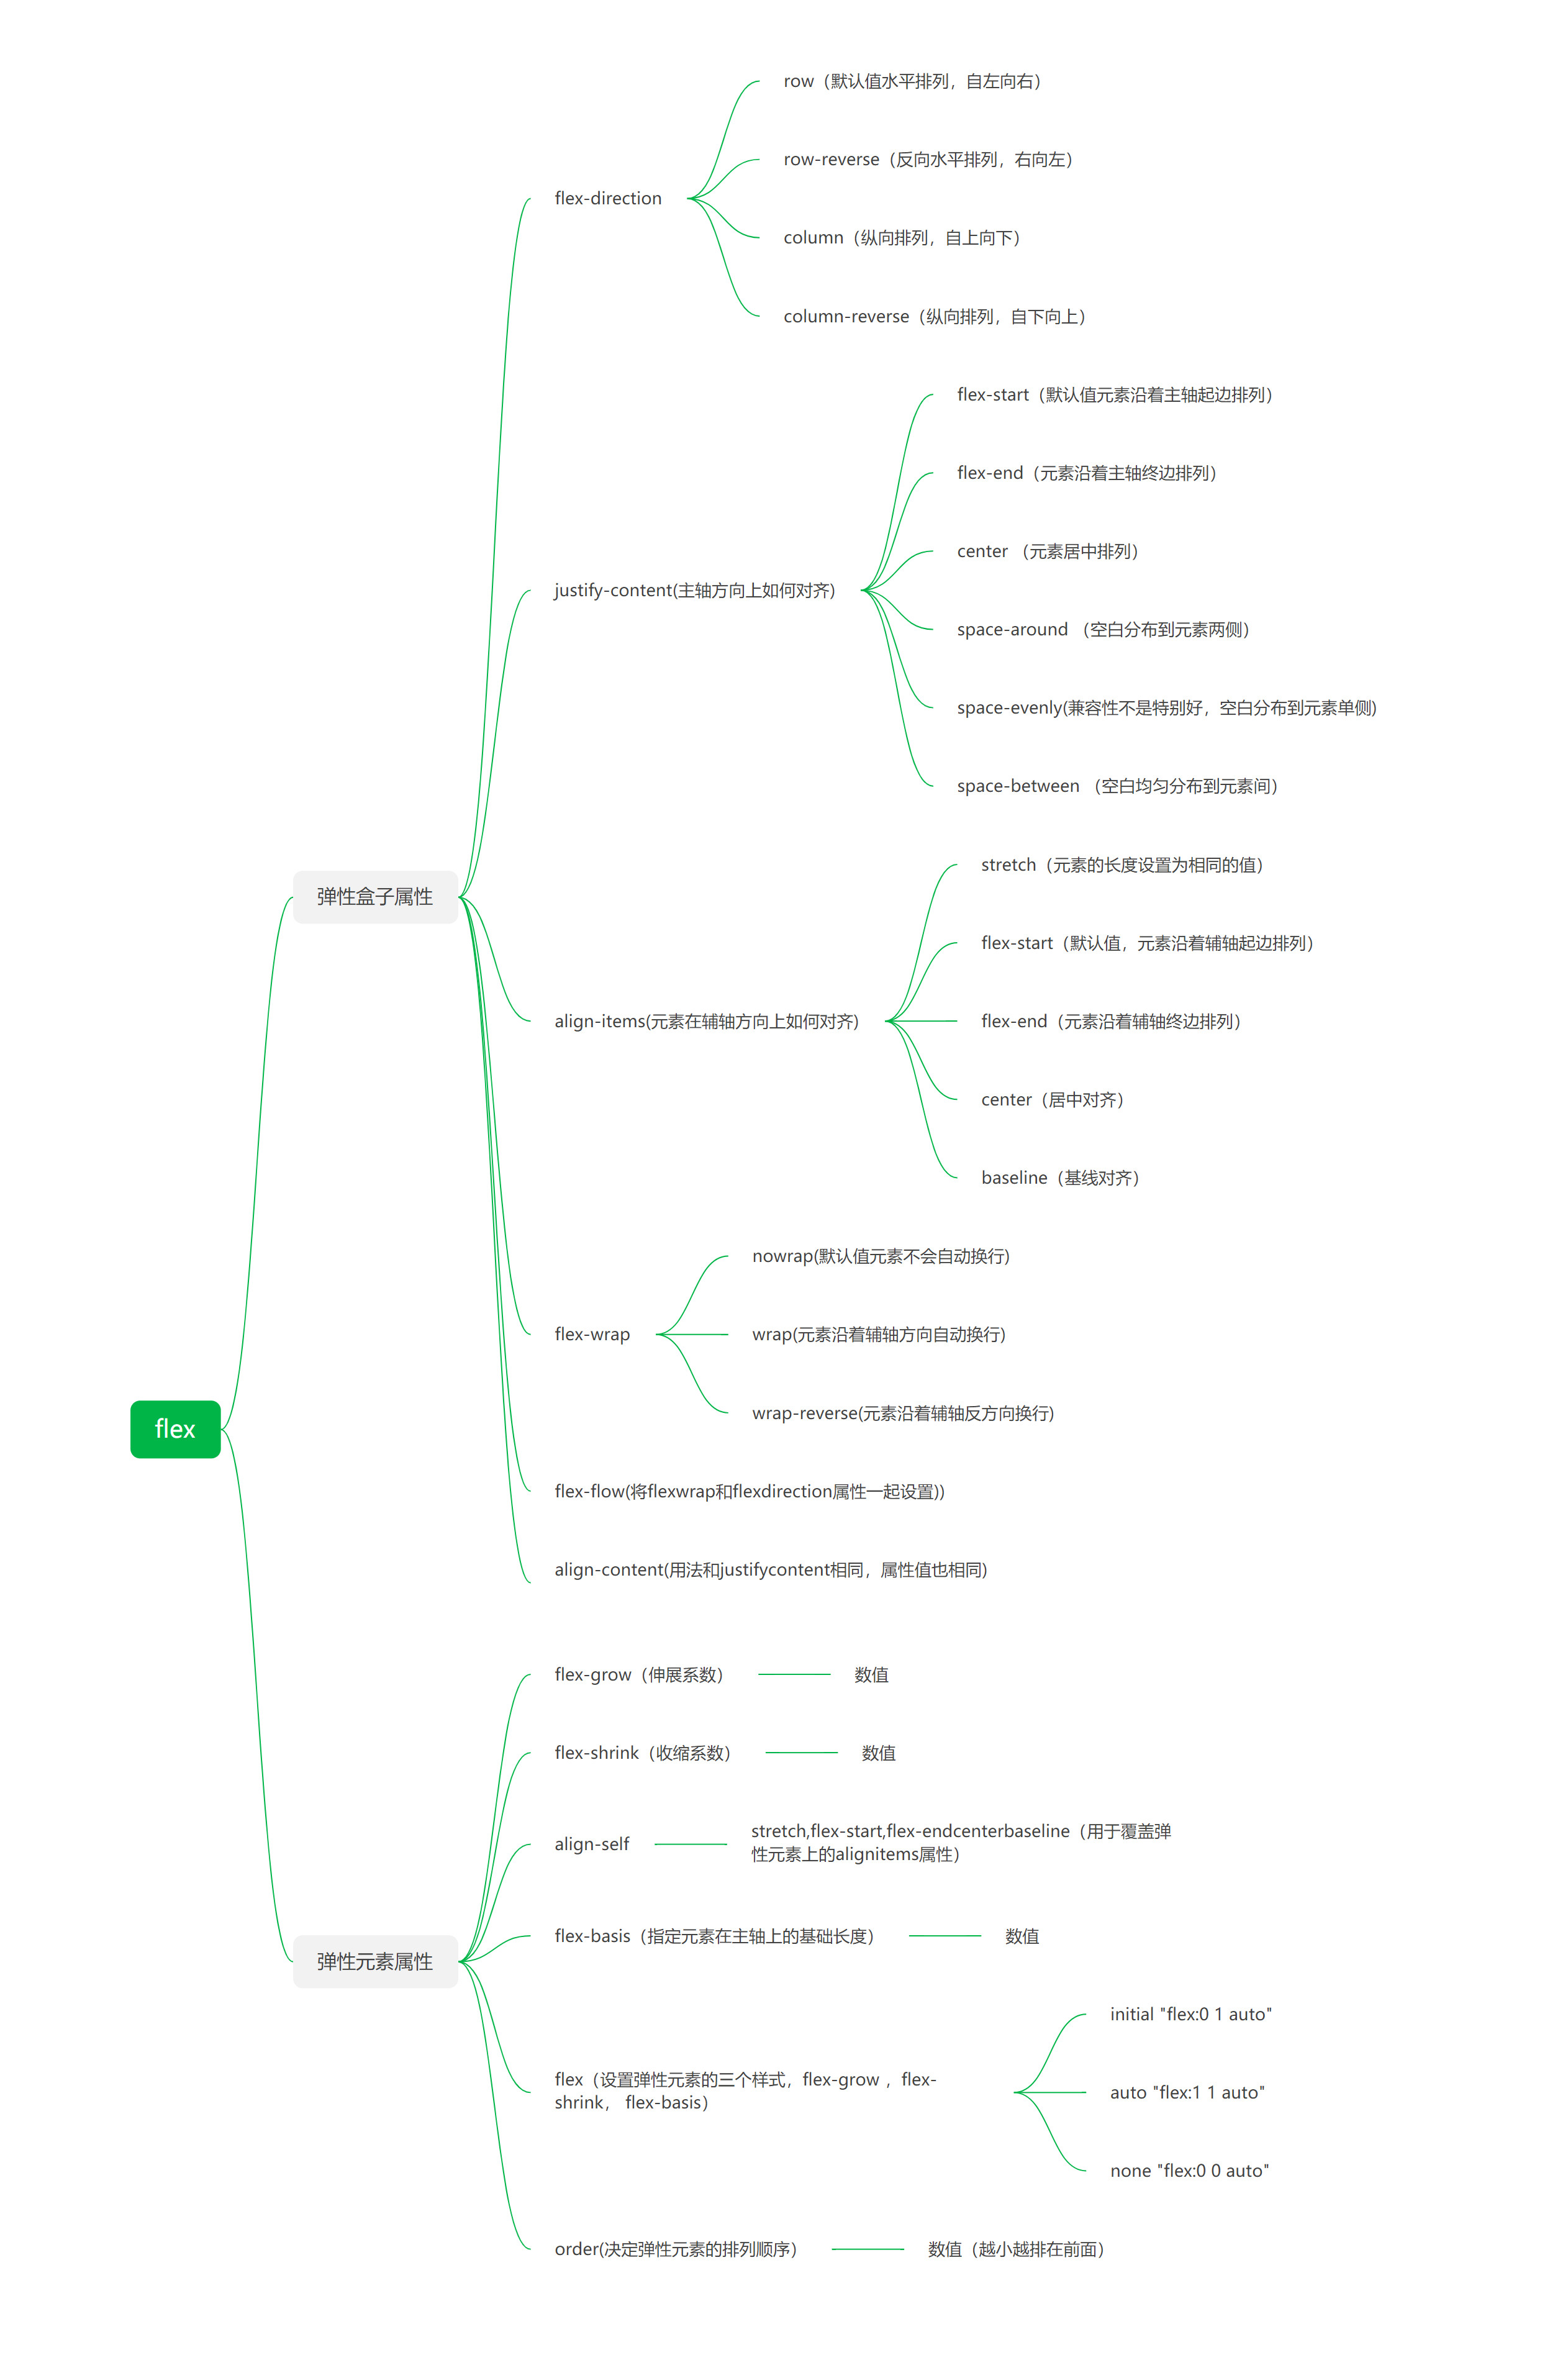 flex
弹性盒子属性
flex-direction
row（默认值水平排列，自左向右）
row-reverse（反向水平排列，右向左）
column（纵向排列，自上向下）
column-reverse（纵向排列，自下向上）
justify-content(主轴方向上如何对齐)
flex-start（默认值元素沿着主轴起边排列）
flex-end（元素沿着主轴终边排列）
center （元素居中排列）
space-around （空白分布到元素两侧）
space-evenly(兼容性不是特别好，空白分布到元素单侧)
space-between （空白均匀分布到元素间）
align-items(元素在辅轴方向上如何对齐)
stretch（元素的长度设置为相同的值）
flex-start（默认值，元素沿着辅轴起边排列）
flex-end（元素沿着辅轴终边排列）
center（居中对齐）
baseline（基线对齐）
flex-wrap
nowrap(默认值元素不会自动换行)
wrap(元素沿着辅轴方向自动换行)
wrap-reverse(元素沿着辅轴反方向换行)
flex-flow(将flexwrap和flexdirection属性一起设置))
align-content(用法和justifycontent相同，属性值也相同)
弹性元素属性
flex-grow（伸展系数）
数值
flex-shrink（收缩系数）
数值
align-self
stretch,flex-start,flex-endcenterbaseline（用于覆盖弹
性元素上的alignitems属性）
flex-basis（指定元素在主轴上的基础长度）
数值
flex（设置弹性元素的三个样式，flex-grow ，flex-
shrink， flex-basis）
initial "flex:0 1 auto"
auto "flex:1 1 auto"
none "flex:0 0 auto"
order(决定弹性元素的排列顺序）
数值（越小越排在前面）